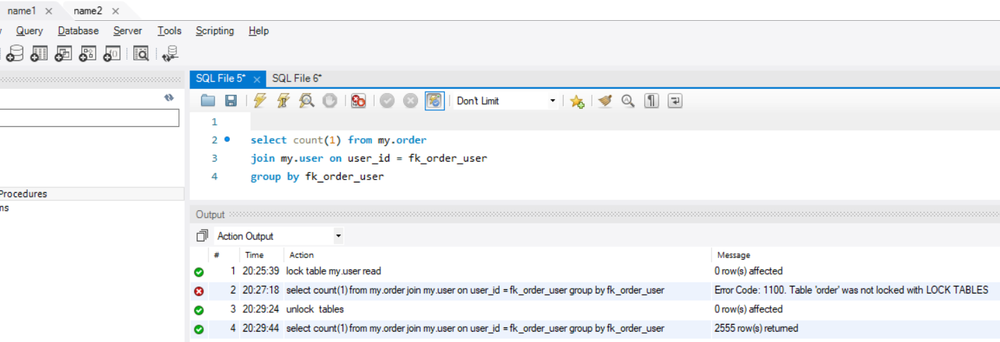 name1
name2
Query Database Server Tools Scripting Help
SQL File 5*
SQL File 6*
Don't Limit
1
2 select count(1) from my.order
3 join my.user on user_id = fk_order_user
4 group by fk_order_user
Procedures
ns
Output
Action Output
# Time Action Message
1 20:25:39 lock table my.user read 0 row(s) affected
2 20:27:18 select count(1) from my.order join my.user on user_id = fk_order_user group by fk_order_user Error Code: 1100. Table 'order' was not locked with LOCK TABLES
3 20:29:24 unlock tables 0 row(s) affected
4 20:29:44 select count(1) from my.order join my.user on user_id = fk_order_user group by fk_order_user 2555 row(s) returned